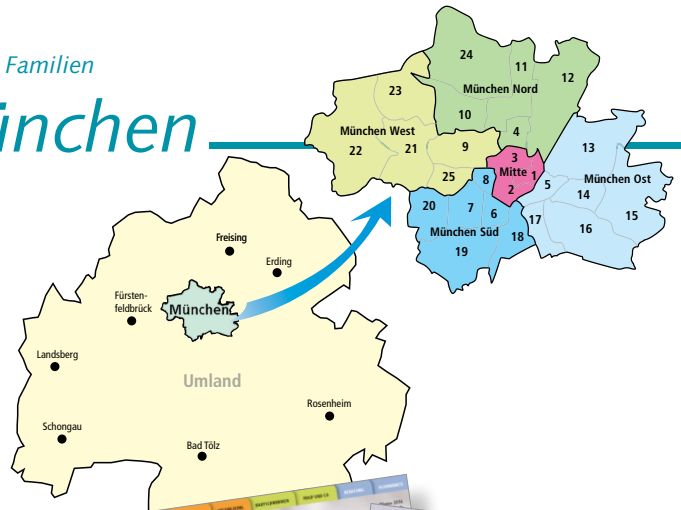 Familien
inchen
24
11
12
23
München Nord
10
4
München West
22
21
9
25
3
Mitte
1
2
8
13
München Ost
5
14
15
17
16
20
7
6
München Süd
18
19
Freising
Erding
Fürsten-
feldbrück
München
Landsberg
Umland
Rosenheim
Schongau
Bad Tölz